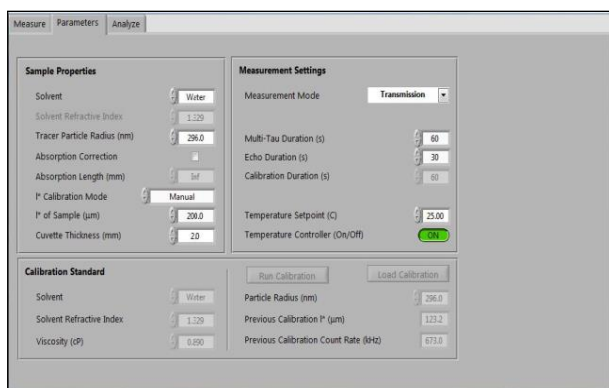 Measure Parameters Analyze
Sample Properties
Solvent Water
Solvent Refractive Index 1.329
Tracer Particle Radius (nm) 296.0
Absorption Correction
Absorption Length (mm) Inf
l* Calibration Mode Manual
l* of Sample (µm) 200.0
Cuvette Thickness (mm) 2.0
Measurement Settings
Measurement Mode Transmission
Multi-Tau Duration (s) 60
Echo Duration (s) 30
Calibration Duration (s) 60
Temperature Setpoint (C) 25.00
Temperature Controller (On/Off) ON
Calibration Standard
Solvent Water
Solvent Refractive Index 1.329
Viscosity (cP) 0.890
Run Calibration Load Calibration
Particle Radius (nm) 296.0
Previous Calibration l* (µm) 123.2
Previous Calibration Count Rate (kHz) 673.0